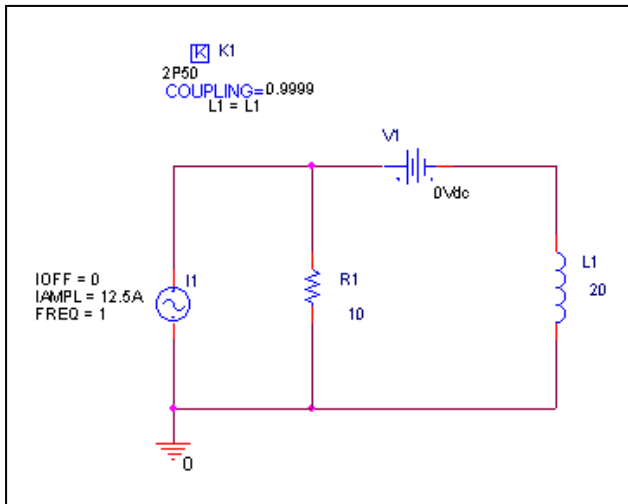 K K1
2P50
COUPLING=0.9999
L1 = L1
V1
0Vdc
IOFF = 0
IAMPL = 12.5A
FREQ = 1
I1
R1
10
L1
20
0